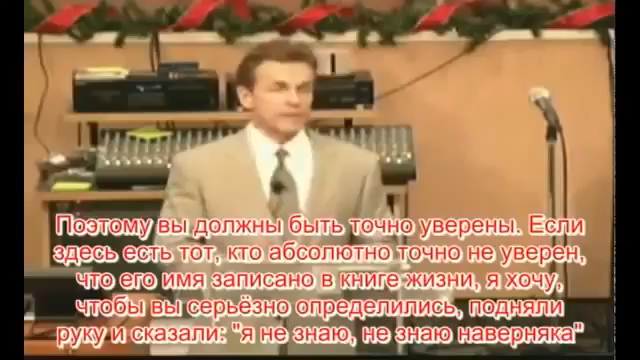 Поэтому вы должны быть точно уверены. Если
здесь есть тот, кто абсолютно точно не уверен,
что его имя записано в книге жизни, я хочу,
чтобы вы серьёзно определились, подняли
руку и сказали: "я не знаю, не знаю наверняка"